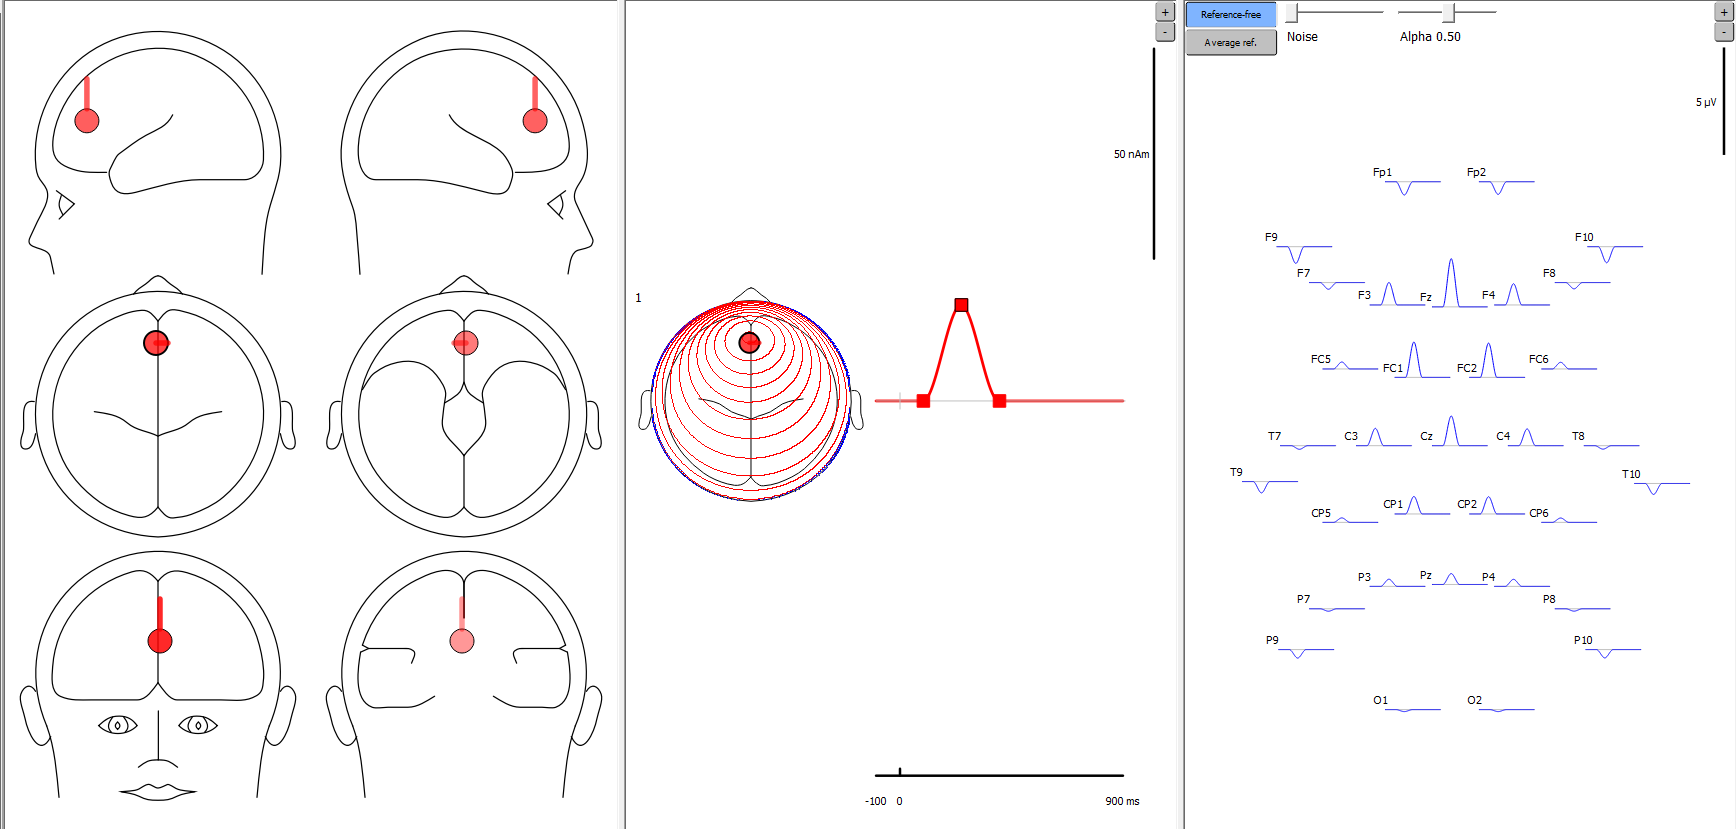 +
-
50 nAm
1
-100 0 900 ms
Reference-free
Average ref.
Noise
Alpha 0.50
+
-
5 µV
Fp1 Fp2
F9 F10
F7 F8
F3 Fz F4
FC5 FC1 FC2 FC6
T7 C3 Cz C4 T8
T9 T10
CP5 CP1 CP2 CP6
P3 Pz P4
P7 P8
P9 P10
O1 O2